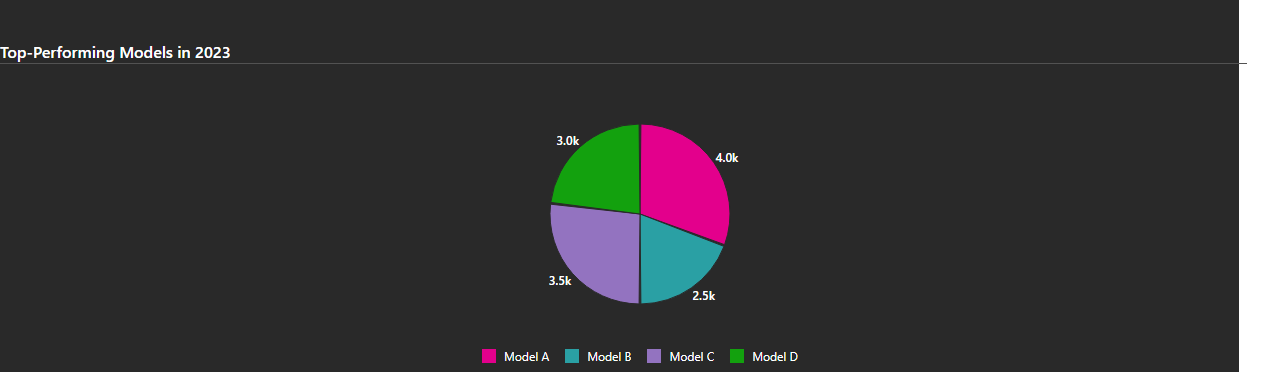 Top-Performing Models in 2023
3.0k
4.0k
3.5k
2.5k
Model A Model B Model C Model D